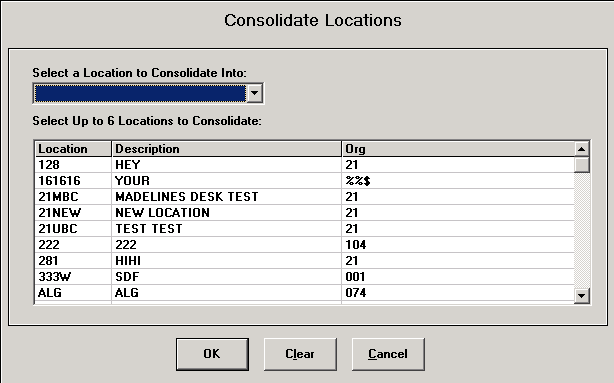 Consolidate Locations
Select a Location to Consolidate Into:
Select Up to 6 Locations to Consolidate:
Location Description Org
128 HEY 21
161616 YOUR %%$
21MBC MADELINES DESK TEST 21
21NEW NEW LOCATION 21
21UBC TEST TEST 21
222 222 104
281 HIHI 21
333W SDF 001
ALG ALG 074
OK Clear Cancel